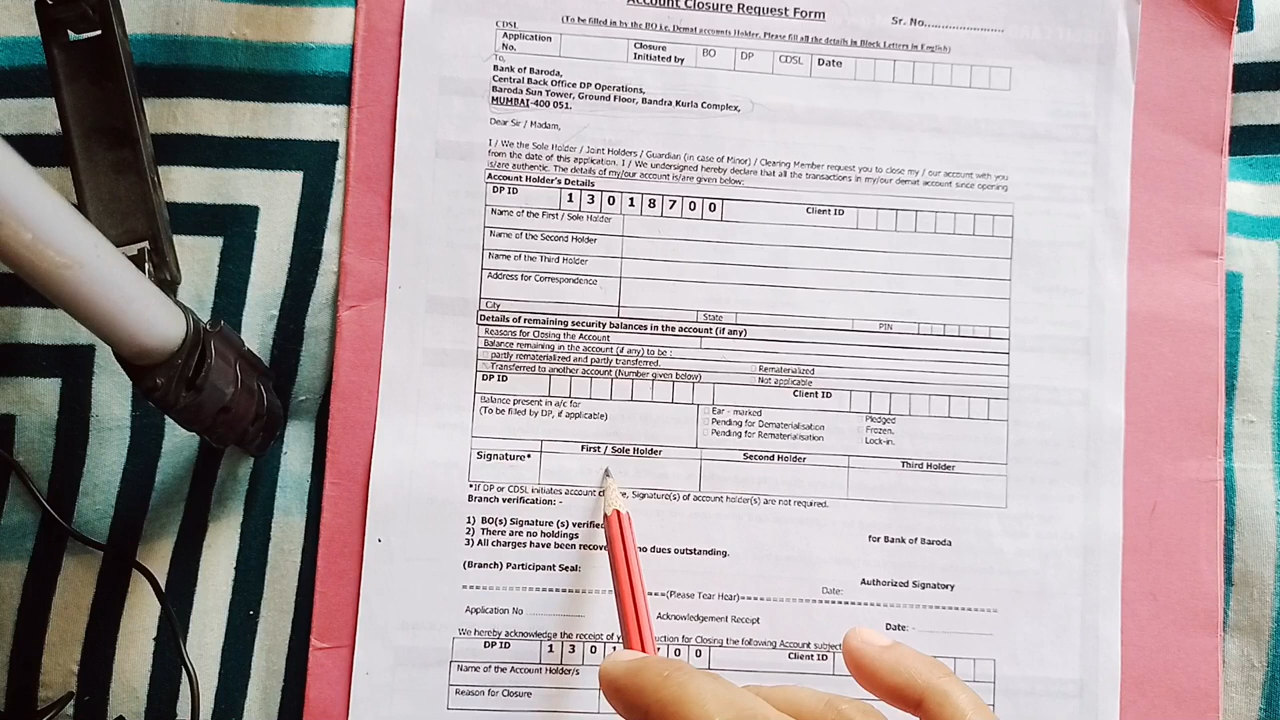 Account Closure Request Form
Sr. No.......................
(To be filled in by the BO i.e. Demat accounts Holder. Please fill all the details in Block Letters in English)
CDSL
Application No. Closure Initiated by BO DP CDSL Date
To,
Bank of Baroda,
Central Back Office DP Operations,
Baroda Sun Tower, Ground Floor, Bandra Kurla Complex,
MUMBAI-400 051.
Dear Sir / Madam,
I / We the Sole Holder / Joint Holders / Guardian (in case of Minor) / Clearing Member request you to close my / our account with you
from the date of this application. I / We undersigned hereby declare that all the transactions in my/our demat account since opening
is/are authentic. The details of my/our account is/are given below:
Account Holder's Details
DP ID 1 3 0 1 8 7 0 0 Client ID
Name of the First / Sole Holder
Name of the Second Holder
Name of the Third Holder
Address for Correspondence
City State PIN
Details of remaining security balances in the account (if any)
Reasons for Closing the Account
Balance remaining in the account (if any) to be :
partly rematerialized and partly transferred. Rematerialized
Transferred to another account (Number given below) Not applicable
DP ID Client ID
Balance present in a/c for Ear - marked Pledged
(To be filled by DP, if applicable) Pending for Dematerialisation Frozen.
Pending for Rematerialisation Lock-in.
Signature* First / Sole Holder Second Holder Third Holder
*If DP or CDSL initiates account Signature(s) of account holder(s) are not required.
Branch verification: -
1) BO(s) Signature (s) verified
2) There are no holdings for Bank of Baroda
3) All charges have been no dues outstanding.
(Branch) Participant Seal: Date: Authorized Signatory
=====(Please Tear Hear)=====
Application No ................ Acknowledgement Receipt Date: - ................
We hereby acknowledge the receipt of for Closing the following Account subject
DP ID 1 3 0 1 7 0 0 Client ID
Name of the Account Holder/s
Reason for Closure